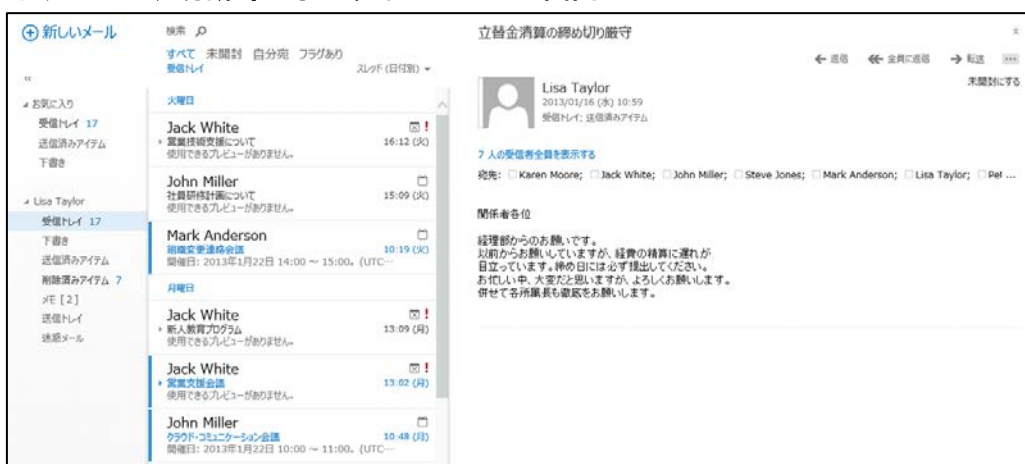 新しいメール
«
お気に入り
受信トレイ 17
送信済みアイテム
下書き
Lisa Taylor
受信トレイ 17
下書き
送信済みアイテム
削除済みアイテム 7
メモ [2]
送信トレイ
迷惑メール
検索
すべて 未開封 自分宛 フラグあり
受信トレイ スレッド (日付別)
火曜日
Jack White
営業技術支援について 16:12 (火)
使用できるプレビューがありません。
John Miller
社員研修計画について 15:09 (火)
使用できるプレビューがありません。
Mark Anderson
組織変更連絡会議 10:19 (火)
開催日: 2013年1月22日 14:00 ~ 15:00。(UTC…
月曜日
Jack White
新人教育プログラム 13:09 (月)
使用できるプレビューがありません。
Jack White
営業支援会議 13:02 (月)
使用できるプレビューがありません。
John Miller
クラウド・コミュニケーション会議 10:48 (月)
開催日: 2013年1月22日 10:00 ~ 11:00。(UTC…
立替金清算の締め切り厳守
返信 全員に返信 転送 …
未開封にする
Lisa Taylor
2013/01/16 (水) 10:59
受信トレイ; 送信済みアイテム
7 人の受信者全員を表示する
宛先: Karen Moore; Jack White; John Miller; Steve Jones; Mark Anderson; Lisa Taylor; Pet ...
関係者各位
経理部からのお願いです。
以前からお願いしていますが、経費の精算に遅れが
目立っています。締め日には必ず提出してください。
お忙しい中、大変だと思いますが、よろしくお願いします。
併せて各所属長も徹底をお願いします。